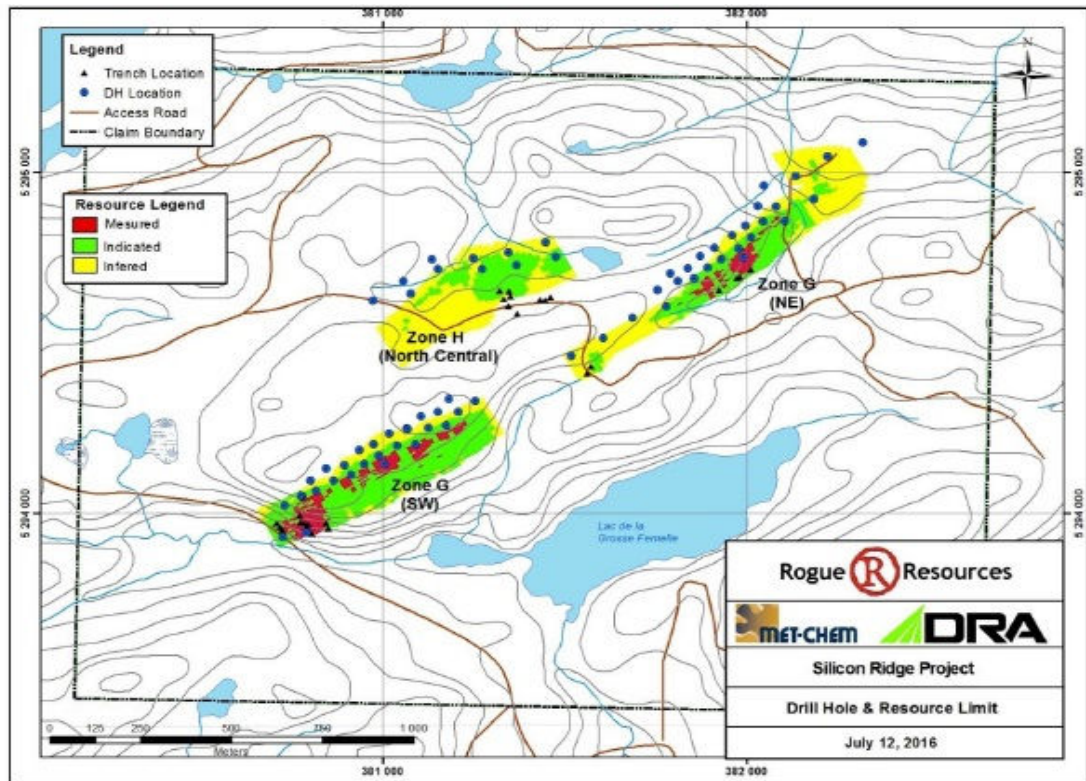 381 000
382 000
Legend
Trench Location
DH Location
Access Road
Claim Boundary
N
5 295 000
5 295 000
Resource Legend
Mesured
Indicated
Infered
Zone G
(NE)
Zone H
(North Central)
Zone G
(SW)
5 294 000
5 294 000
Lac de la
Grosse Femelle
Rogue R Resources
MET-CHEM DRA
Silicon Ridge Project
Drill Hole & Resource Limit
July 12, 2016
0 125 250 500 750 1 000
Meters
381 000
382 000